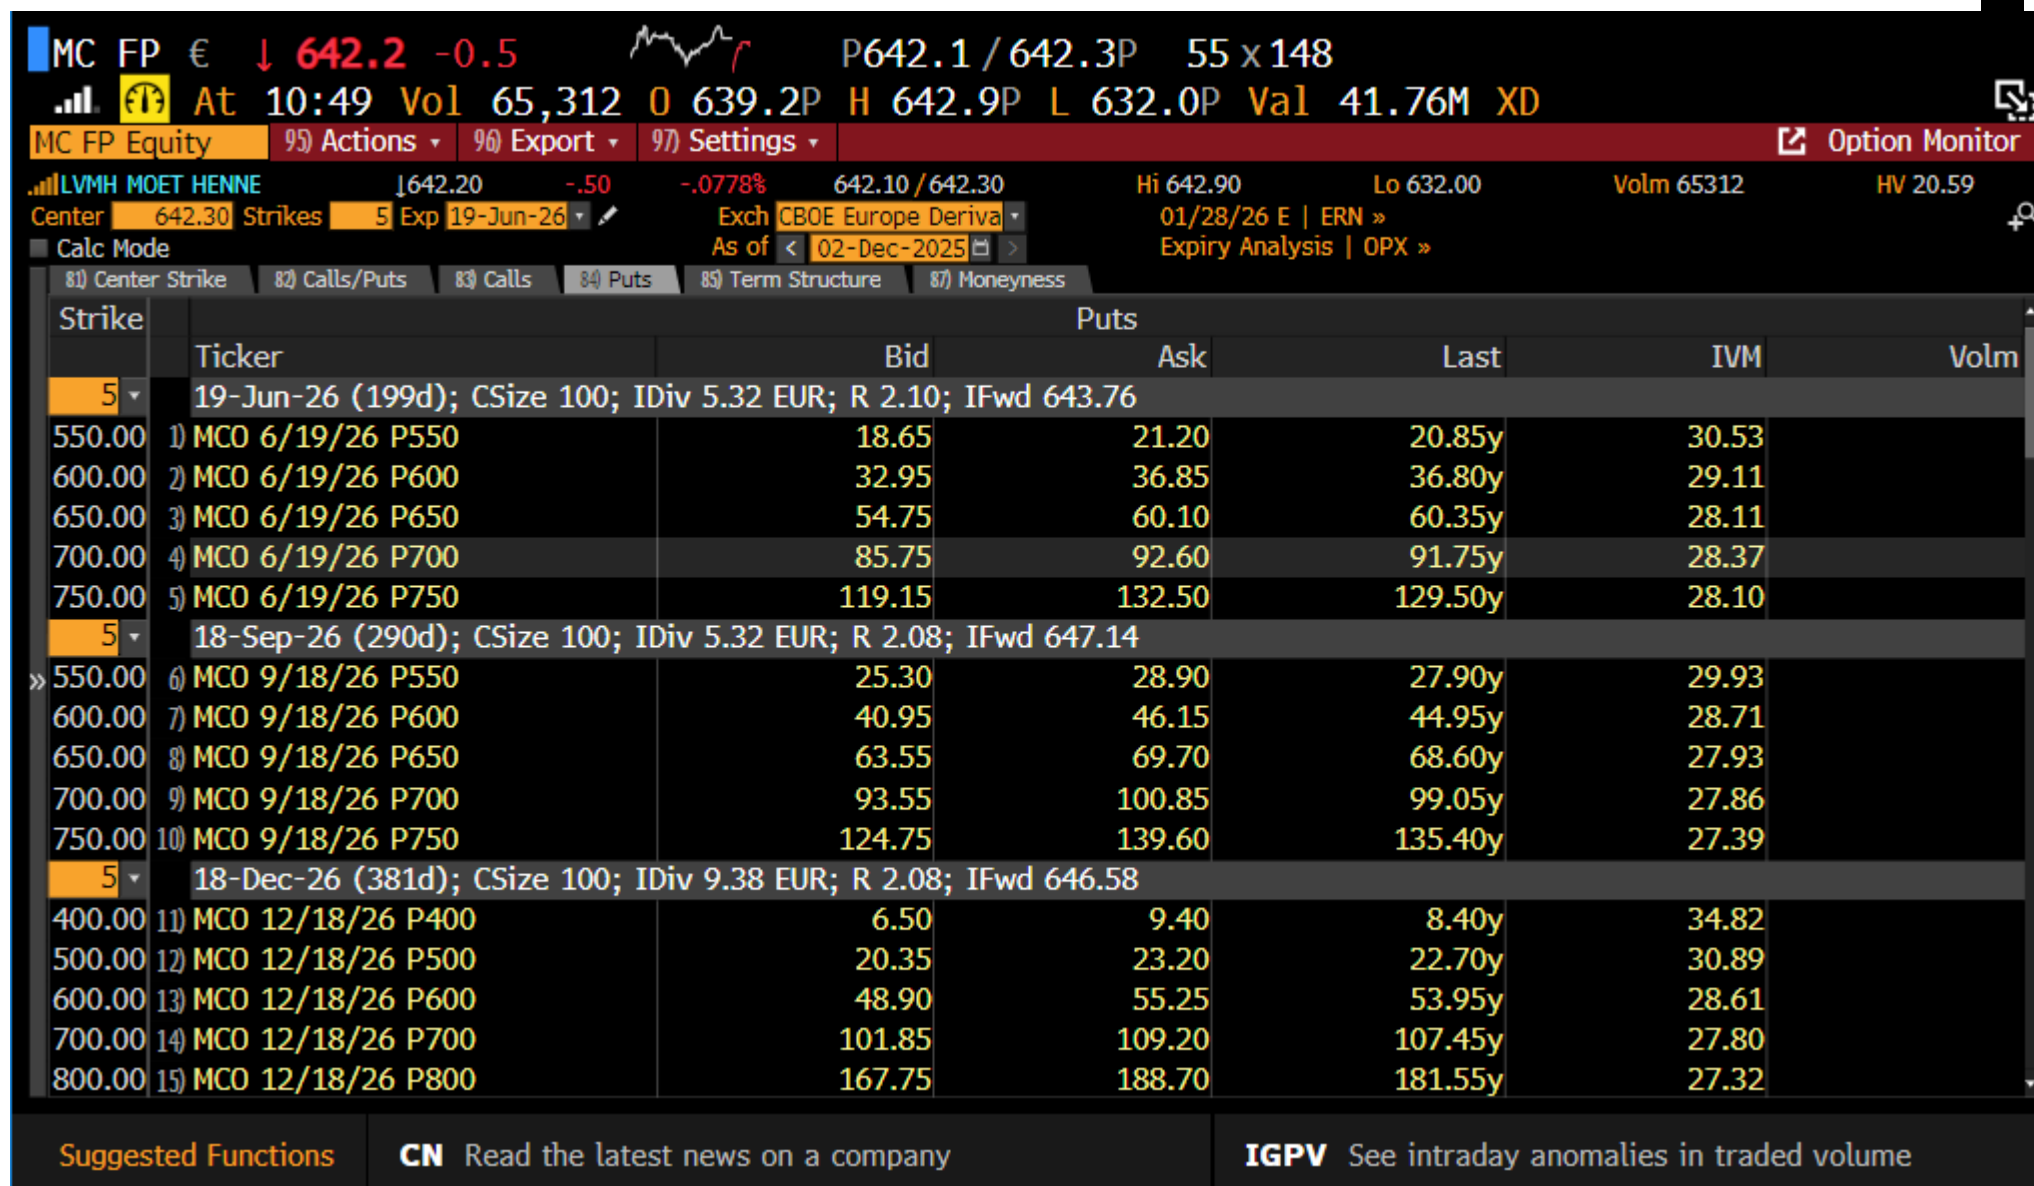 MC FP € ↓ 642.2 -0.5 P642.1 / 642.3P 55 x 148
At 10:49 Vol 65,312 O 639.2P H 642.9P L 632.0P Val 41.76M XD
MC FP Equity 95) Actions 96) Export 97) Settings Option Monitor
LVMH MOET HENNE ↓642.20 -.50 -.0778% 642.10 / 642.30 Hi 642.90 Lo 632.00 Volm 65312 HV 20.59
Center 642.30 Strikes 5 Exp 19-Jun-26 Exch CBOE Europe Deriva 01/28/26 E | ERN »
Calc Mode As of < 02-Dec-2025 > Expiry Analysis | OPX »
81) Center Strike 82) Calls/Puts 83) Calls 84) Puts 85) Term Structure 87) Moneyness
Strike Puts
Ticker Bid Ask Last IVM Volm
5 19-Jun-26 (199d); CSize 100; IDiv 5.32 EUR; R 2.10; IFwd 643.76
550.00 1) MCO 6/19/26 P550 18.65 21.20 20.85y 30.53
600.00 2) MCO 6/19/26 P600 32.95 36.85 36.80y 29.11
650.00 3) MCO 6/19/26 P650 54.75 60.10 60.35y 28.11
700.00 4) MCO 6/19/26 P700 85.75 92.60 91.75y 28.37
750.00 5) MCO 6/19/26 P750 119.15 132.50 129.50y 28.10
5 18-Sep-26 (290d); CSize 100; IDiv 5.32 EUR; R 2.08; IFwd 647.14
» 550.00 6) MCO 9/18/26 P550 25.30 28.90 27.90y 29.93
600.00 7) MCO 9/18/26 P600 40.95 46.15 44.95y 28.71
650.00 8) MCO 9/18/26 P650 63.55 69.70 68.60y 27.93
700.00 9) MCO 9/18/26 P700 93.55 100.85 99.05y 27.86
750.00 10) MCO 9/18/26 P750 124.75 139.60 135.40y 27.39
5 18-Dec-26 (381d); CSize 100; IDiv 9.38 EUR; R 2.08; IFwd 646.58
400.00 11) MCO 12/18/26 P400 6.50 9.40 8.40y 34.82
500.00 12) MCO 12/18/26 P500 20.35 23.20 22.70y 30.89
600.00 13) MCO 12/18/26 P600 48.90 55.25 53.95y 28.61
700.00 14) MCO 12/18/26 P700 101.85 109.20 107.45y 27.80
800.00 15) MCO 12/18/26 P800 167.75 188.70 181.55y 27.32
Suggested Functions CN Read the latest news on a company IGPV See intraday anomalies in traded volume